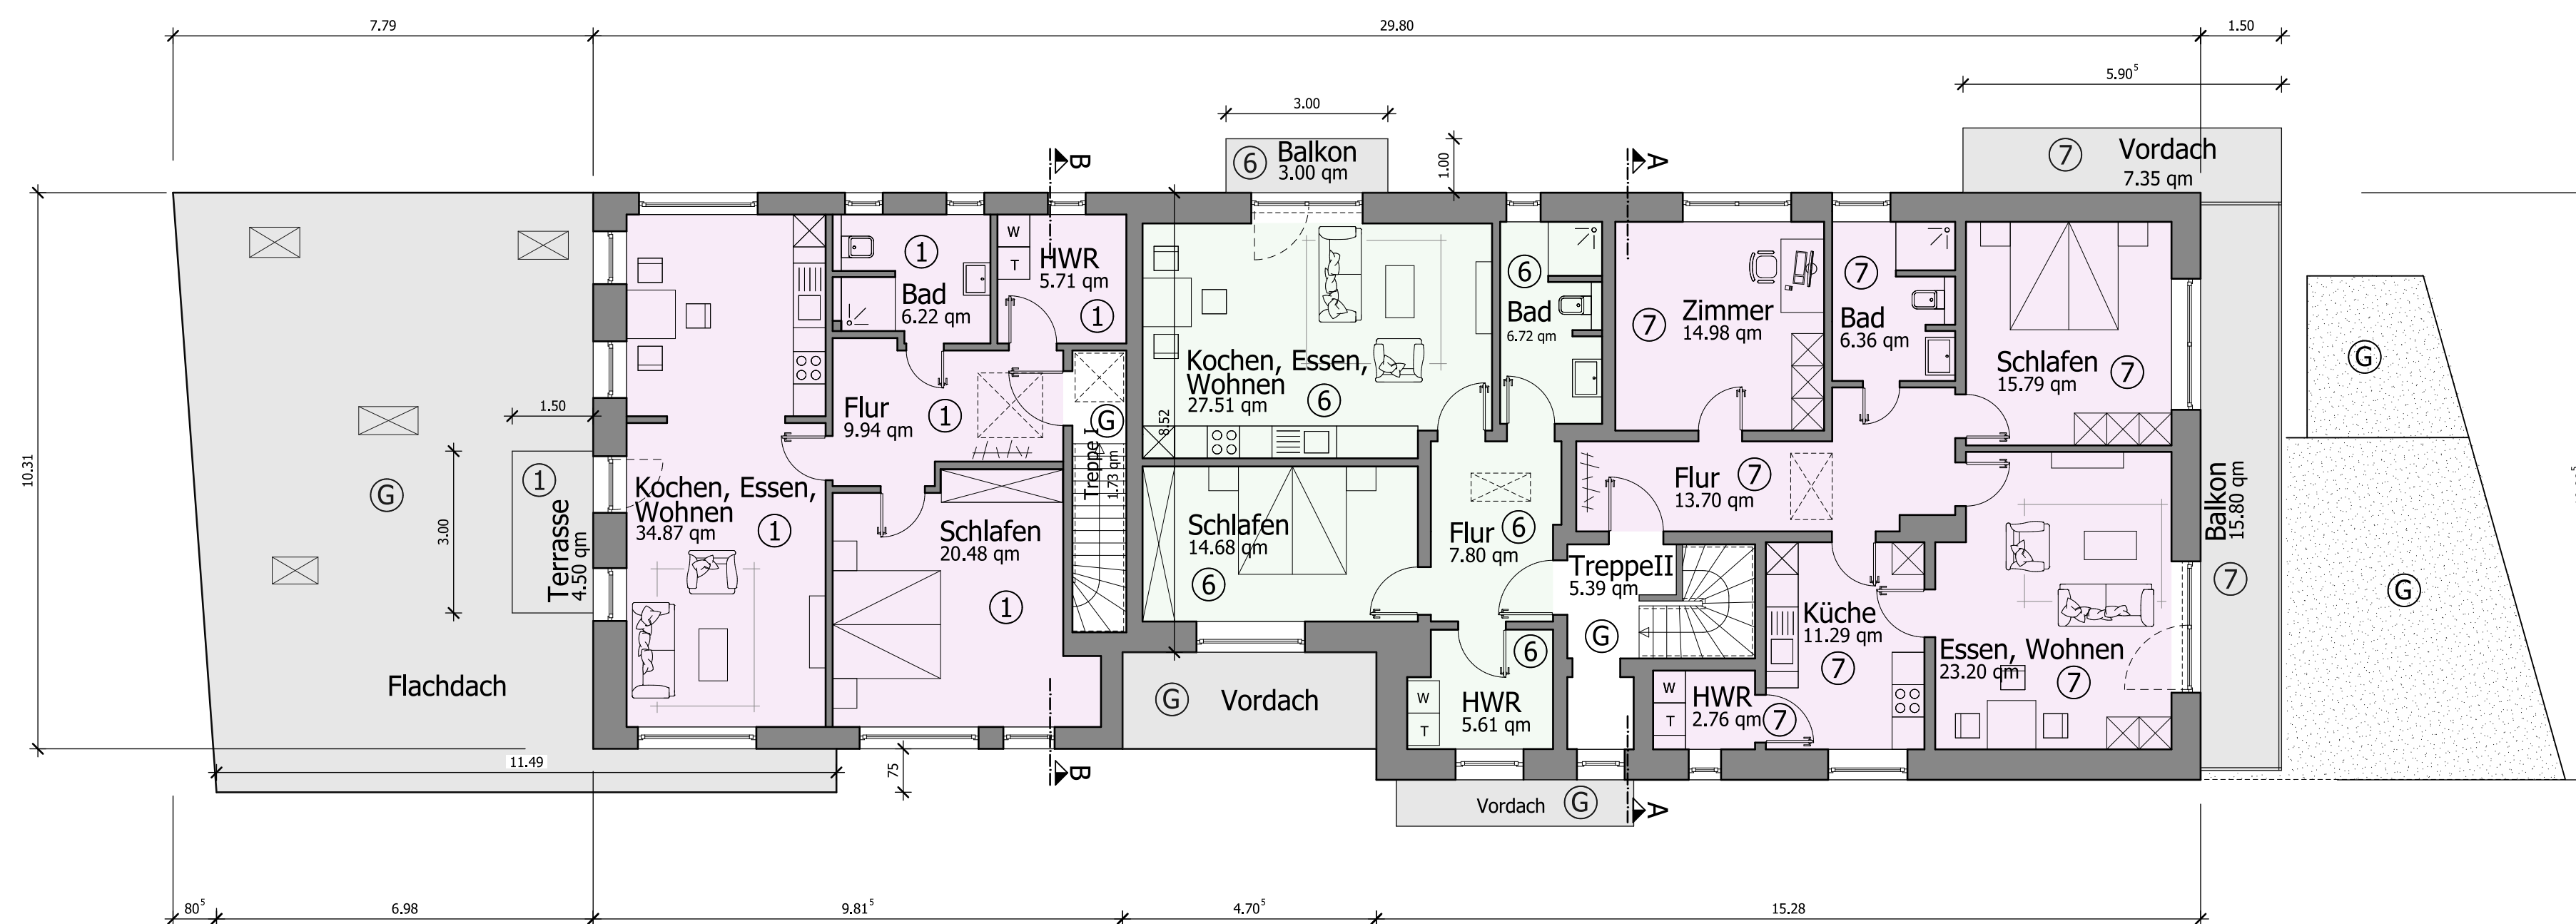 7.79
29.80
1.50
5.90⁵
3.00
1.00
10.31
B
A
6
Balkon
3.00 qm
7
Vordach
7.35 qm
W
T
HWR
5.71 qm
1
1
Bad
6.22 qm
6
Bad
6.72 qm
7
Zimmer
14.98 qm
7
Bad
6.36 qm
Schlafen
15.79 qm
7
G
Kochen, Essen,
Wohnen
27.51 qm
6
8.52
1.50
Flur
9.94 qm
1
G
Treppe I
1.73 qm
G
1
Terrasse
4.50 qm
3.00
Kochen, Essen,
Wohnen
34.87 qm
1
Schlafen
20.48 qm
1
Schlafen
14.68 qm
6
Flur
7.80 qm
6
Flur
13.70 qm
7
Balkon
15.80 qm
7
TreppeII
5.39 qm
G
Küche
11.29 qm
7
Essen, Wohnen
23.20 qm
7
G
Flachdach
G
Vordach
W
T
HWR
5.61 qm
6
W
T
HWR
2.76 qm
7
11.49
75
B
Vordach
G
A
80⁵
6.98
9.81⁵
4.70⁵
15.28